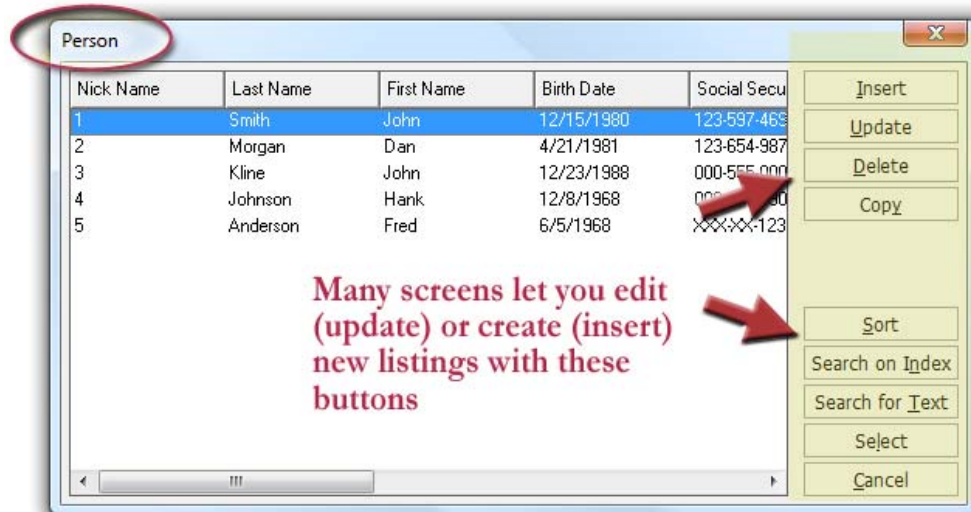 Person
Nick Name Last Name First Name Birth Date Social Secu
1 Smith John 12/15/1980 123-597-469
2 Morgan Dan 4/21/1981 123-654-987
3 Kline John 12/23/1988
4 Johnson Hank 12/8/1968
5 Anderson Fred 6/5/1968
Many screens let you edit
(update) or create (insert)
new listings with these
buttons
Insert
Update
Delete
Copy
Sort
Search on Index
Search for Text
Select
Cancel